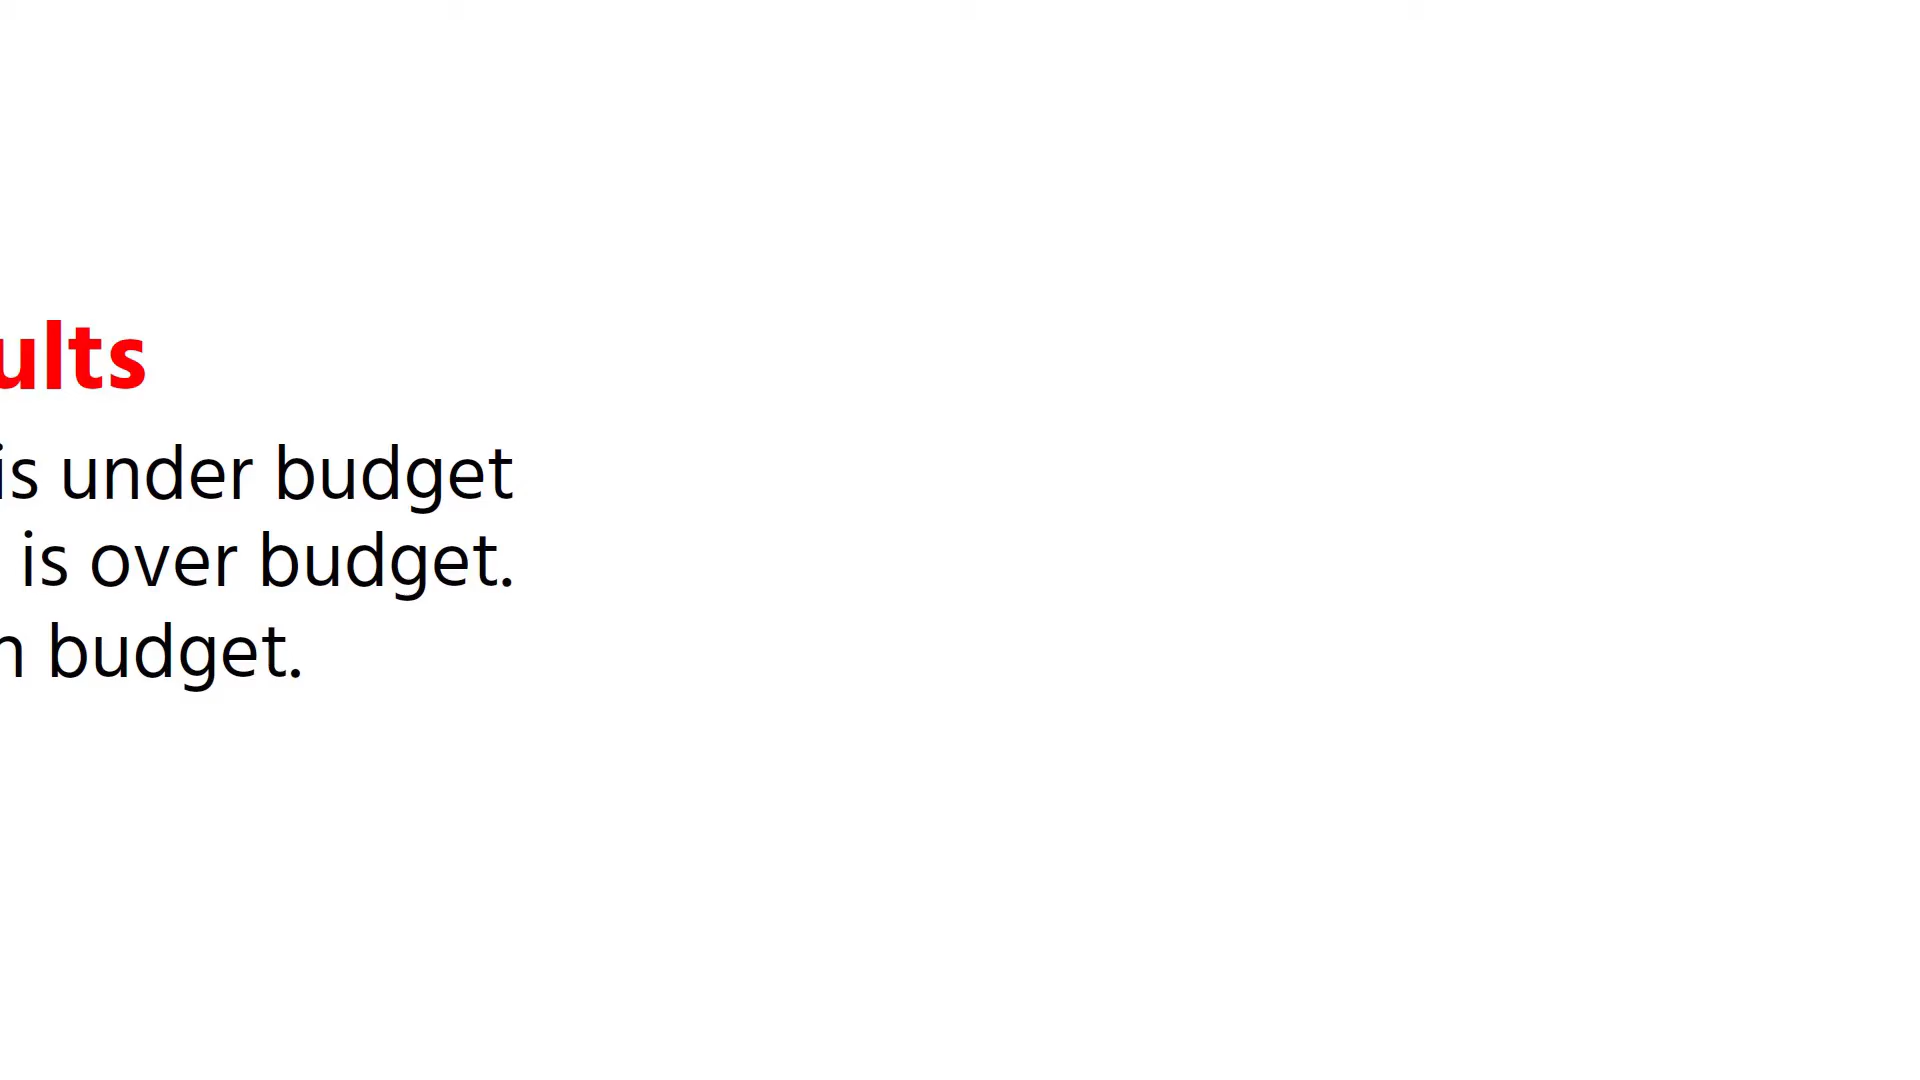 ults
is under budget
is over budget.
n budget.